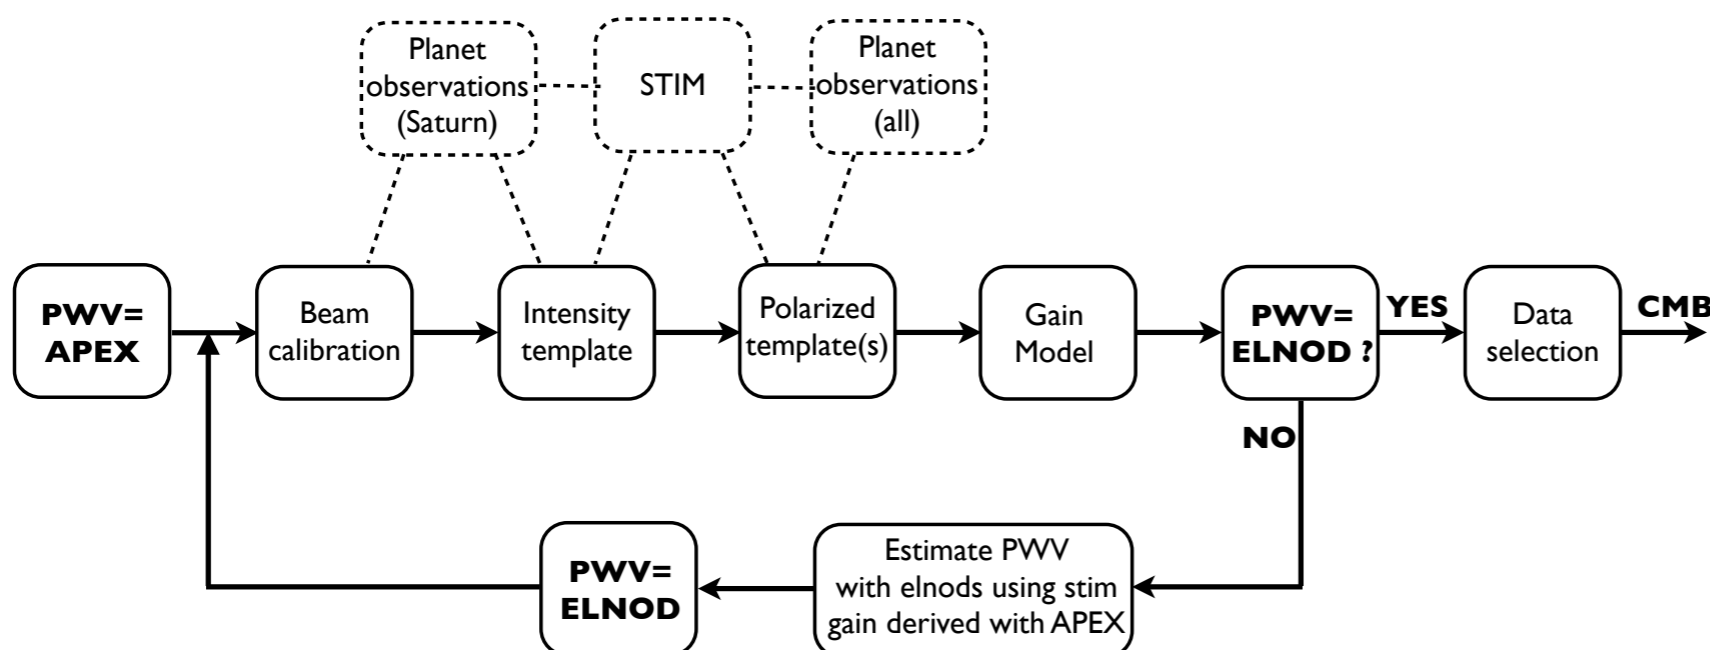 Planet
observations
(Saturn)
STIM
Planet
observations
(all)
PWV=
APEX
Beam
calibration
Intensity
template
Polarized
template(s)
Gain
Model
PWV=
ELNOD ?
YES
Data
selection
CMB
NO
PWV=
ELNOD
Estimate PWV
with elnods using stim
gain derived with APEX